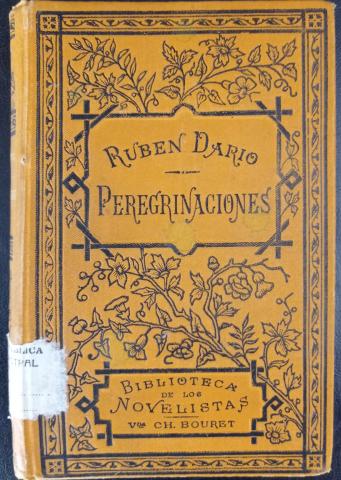 RUBEN DARIO
PEREGRINACIONES
BIBLIOTECA
DE LOS
NOVELISTAS
Vda CH. BOURET